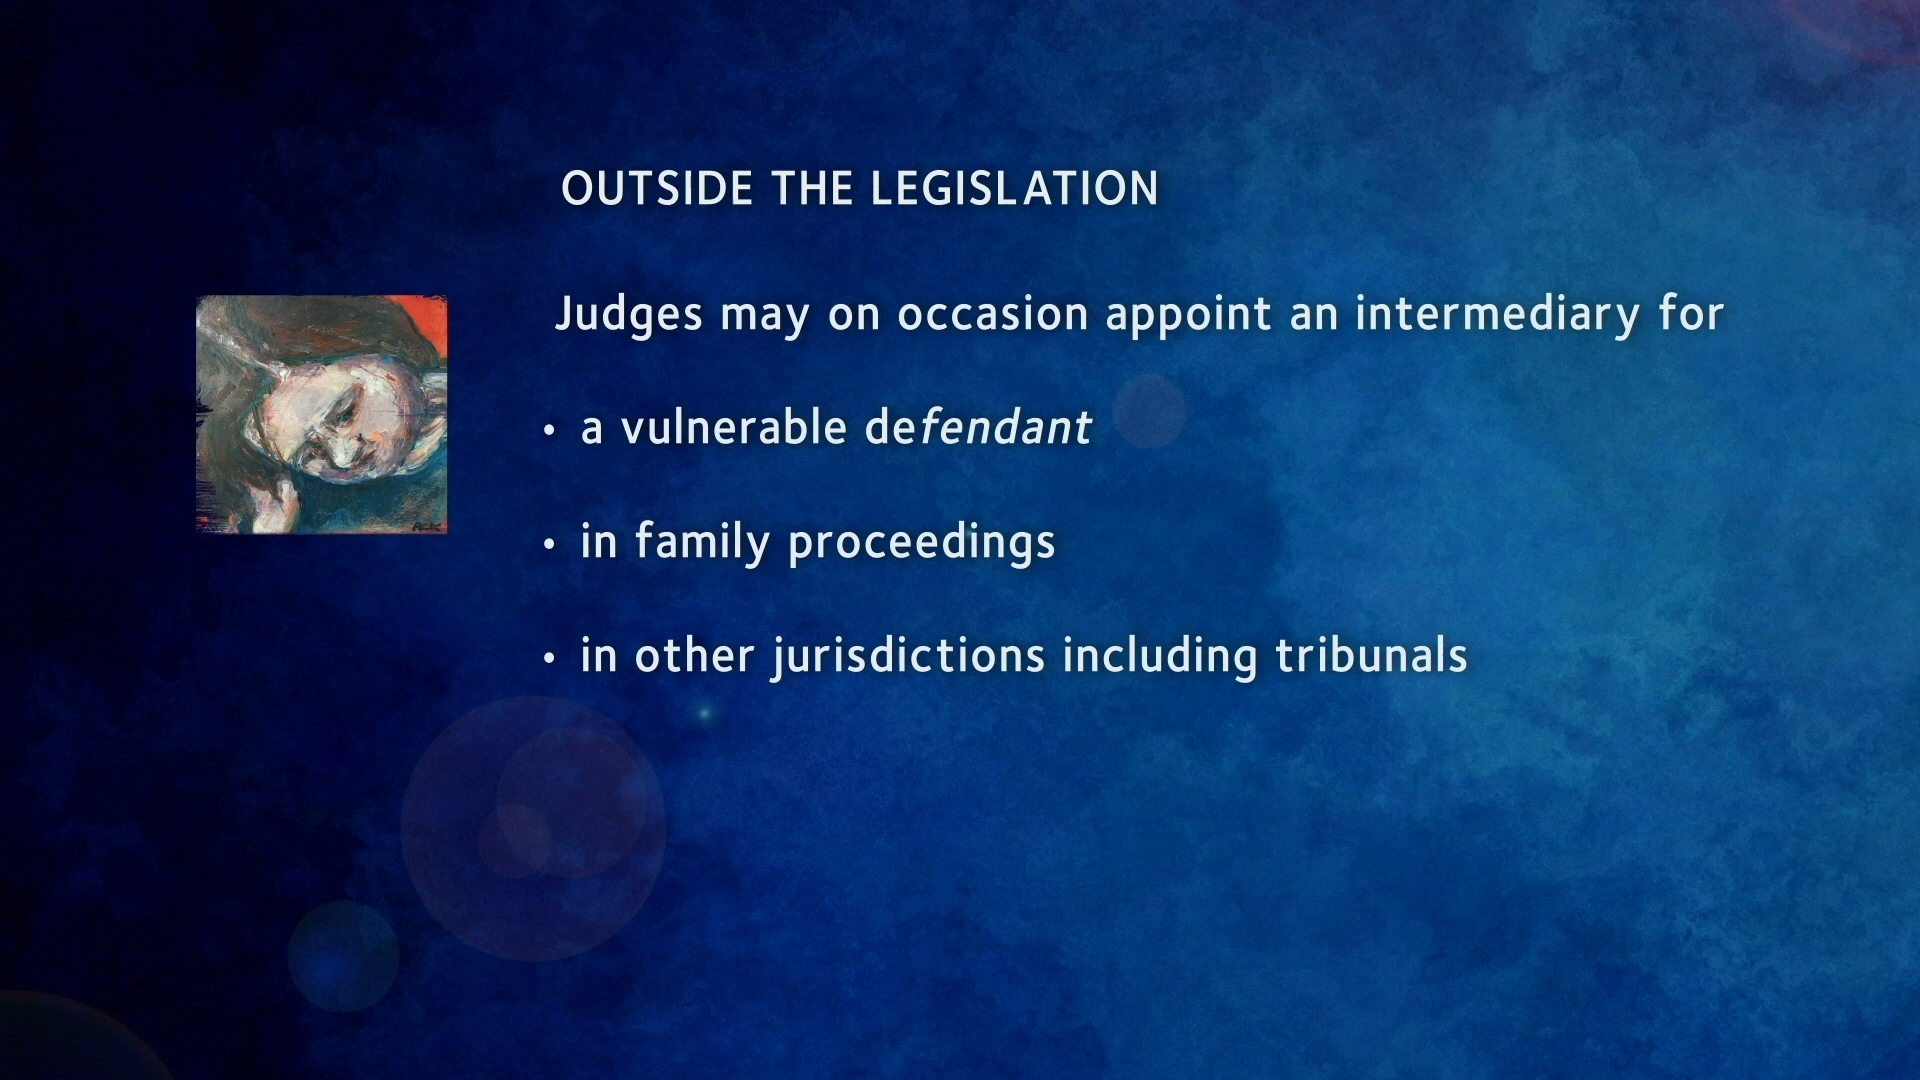 OUTSIDE THE LEGISLATION
Judges may on occasion appoint an intermediary for
• a vulnerable defendant
• in family proceedings
• in other jurisdictions including tribunals